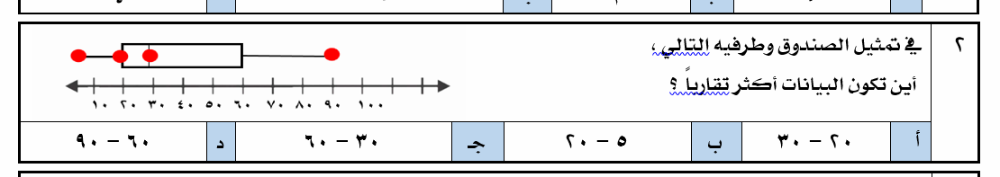 ٢
في تمثيل الصندوق وطرفيه التالي ،
أين تكون البيانات أكثر تقارباً ؟
١٠ ٢٠ ٣٠ ٤٠ ٥٠ ٦٠ ٧٠ ٨٠ ٩٠ ١٠٠
أ ٢٠ – ٣٠ ب ٥ – ٢٠ جـ ٣٠ – ٦٠ د ٦٠ – ٩٠